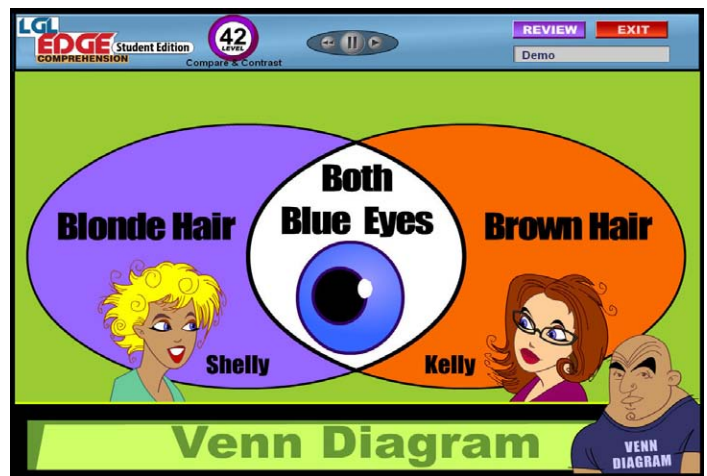 LGL
EDGE
COMPREHENSION
Student Edition
42
LEVEL
Compare & Contrast
REVIEW
EXIT
Demo
Both
Blue Eyes
Blonde Hair
Brown Hair
Shelly
Kelly
Venn Diagram
VENN
DIAGRAM